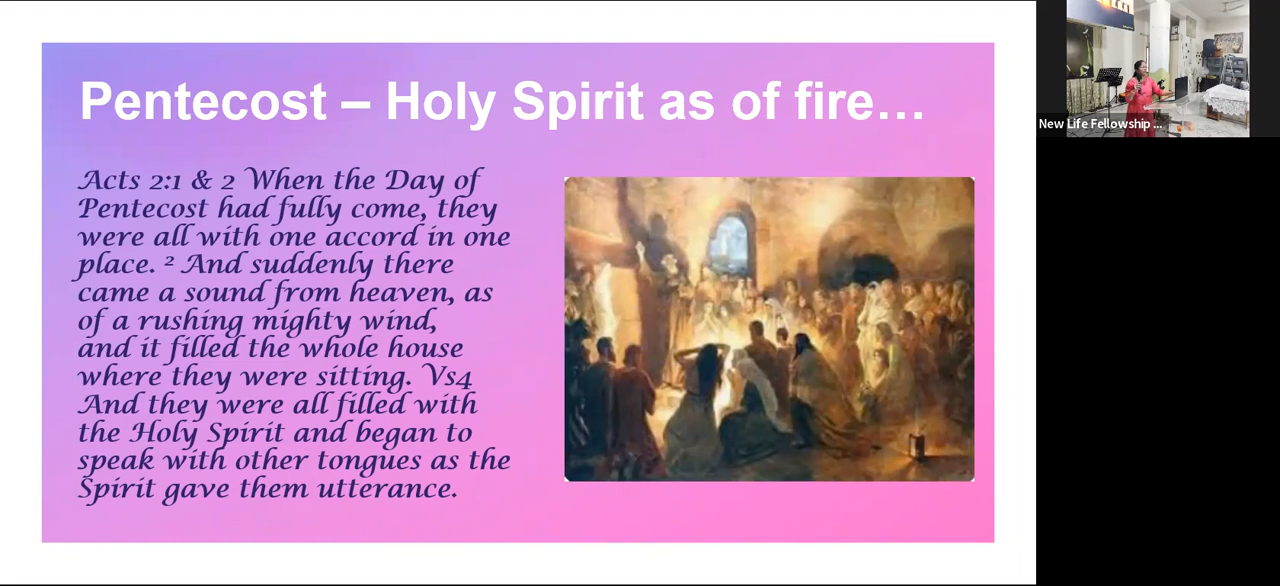 Pentecost – Holy Spirit as of fire...
Acts 2:1 & 2 When the Day of
Pentecost had fully come, they
were all with one accord in one
place. ² And suddenly there
came a sound from heaven, as
of a rushing mighty wind,
and it filled the whole house
where they were sitting. Vs4
And they were all filled with
the Holy Spirit and began to
speak with other tongues as the
Spirit gave them utterance.
New Life Fellowship ...